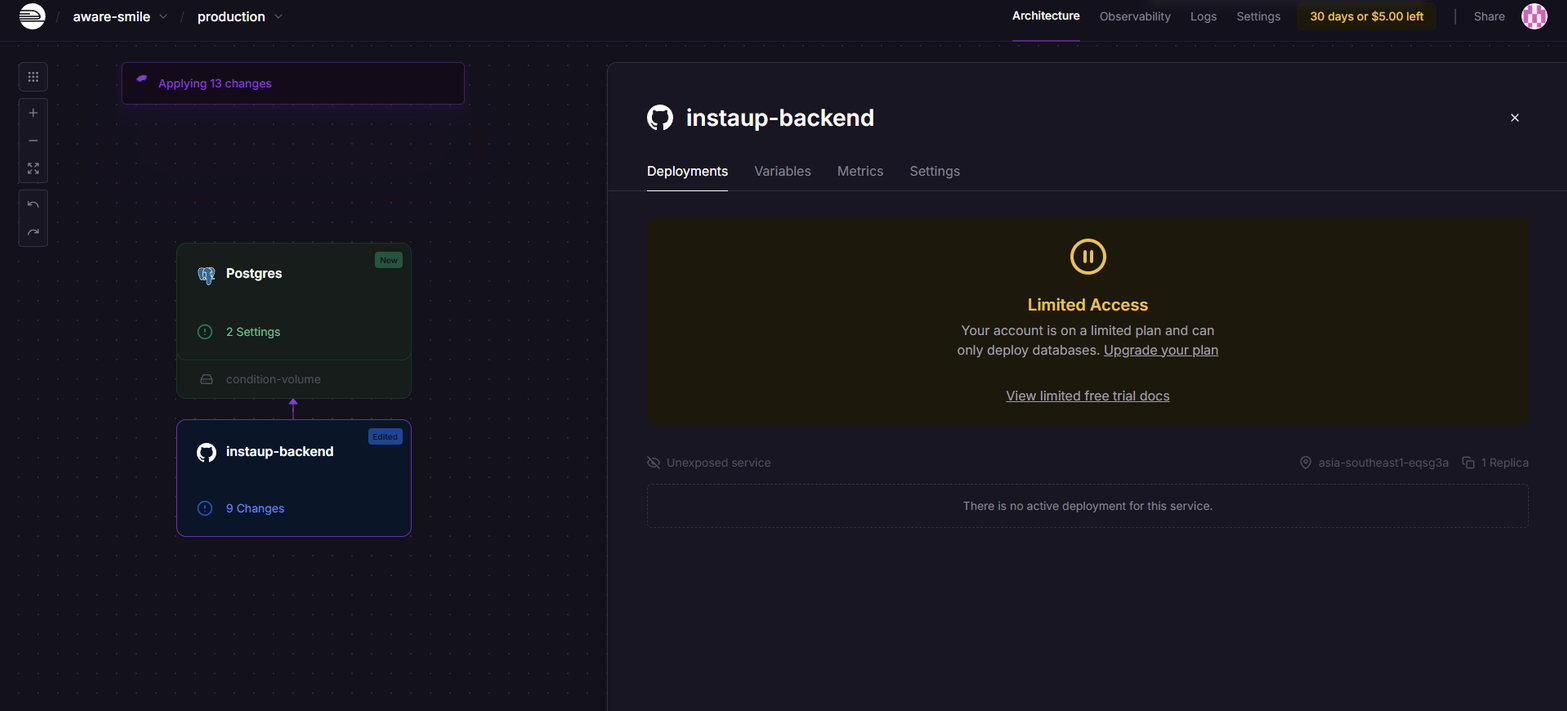 / aware-smile / production
Architecture Observability Logs Settings 30 days or $5.00 left | Share
Applying 13 changes
instaup-backend
Deployments Variables Metrics Settings
Limited Access
Your account is on a limited plan and can
only deploy databases. Upgrade your plan
View limited free trial docs
Unexposed service
asia-southeast1-eqsg3a 1 Replica
There is no active deployment for this service.
Postgres
New
2 Settings
condition-volume
instaup-backend
Edited
9 Changes